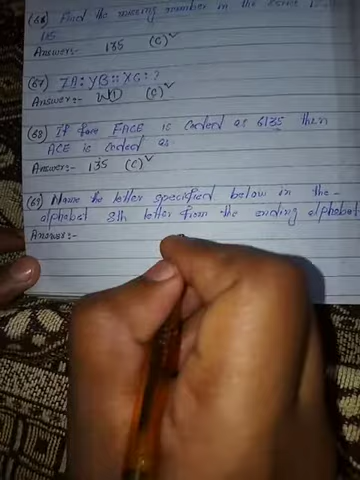 (66) Find the missing number in the series is-
Answer:- 135 (C)
(67) ZA : YB :: XC : ?
Answer:- WD (C)
(68) If for FACE is coded as 6135 then
ACE is coded as
Answer:- 135 (C)
(69) Name the letter specified below in the-
alphabet 8th letter from the ending alphabet
Answer:-